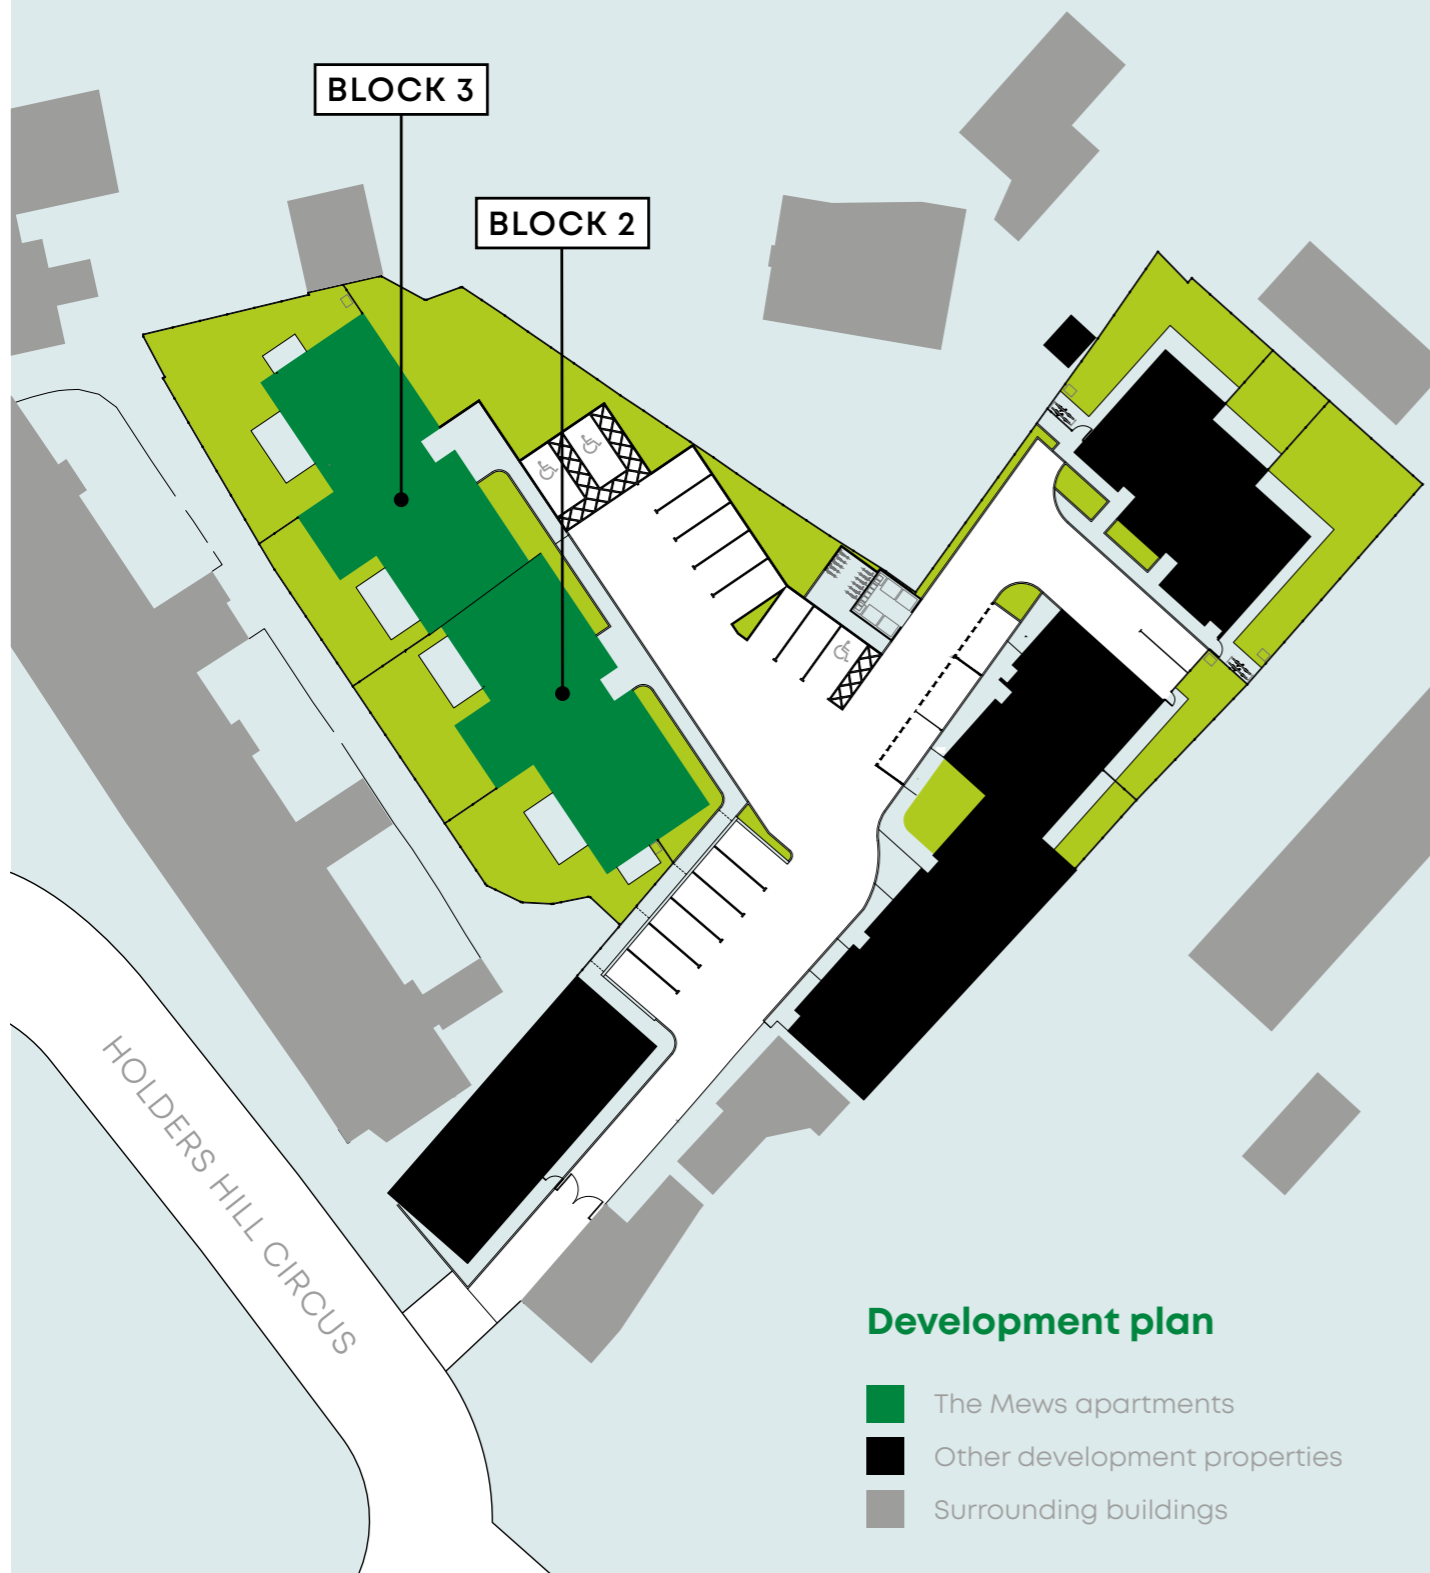 BLOCK 3
BLOCK 2
HOLDERS HILL CIRCUS
Development plan
The Mews apartments
Other development properties
Surrounding buildings